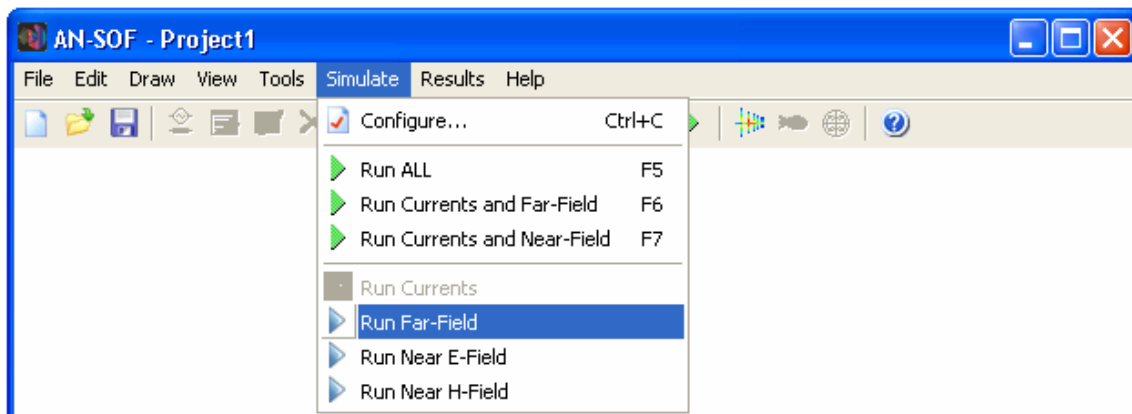 AN-SOF - Project1
File Edit Draw View Tools Simulate Results Help
Configure... Ctrl+C
Run ALL F5
Run Currents and Far-Field F6
Run Currents and Near-Field F7
Run Currents
Run Far-Field
Run Near E-Field
Run Near H-Field